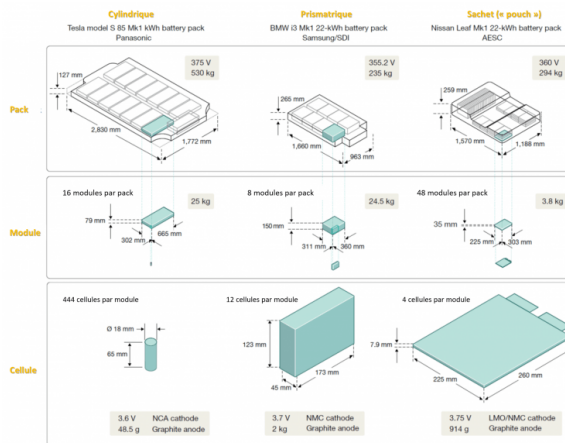 Cylindrique
Tesla model S 85 Mk1 kWh battery pack
Panasonic
Prismatrique
BMW i3 Mk1 22-kWh battery pack
Samsung/SDI
Sachet (« pouch »)
Nissan Leaf Mk1 22-kWh battery pack
AESC
Pack
375 V
530 kg
127 mm
2,830 mm
1,772 mm
355.2 V
235 kg
265 mm
1,660 mm
963 mm
360 V
294 kg
259 mm
1,570 mm
1,188 mm
Module
16 modules par pack
25 kg
79 mm
302 mm
665 mm
8 modules par pack
24.5 kg
150 mm
311 mm
360 mm
48 modules par pack
3.8 kg
35 mm
225 mm
303 mm
Cellule
444 cellules par module
Ø 18 mm
65 mm
3.6 V NCA cathode
48.5 g Graphite anode
12 cellules par module
123 mm
45 mm
173 mm
3.7 V NMC cathode
2 kg Graphite anode
4 cellules par module
7.9 mm
225 mm
260 mm
3.75 V LMO/NMC cathode
914 g Graphite anode